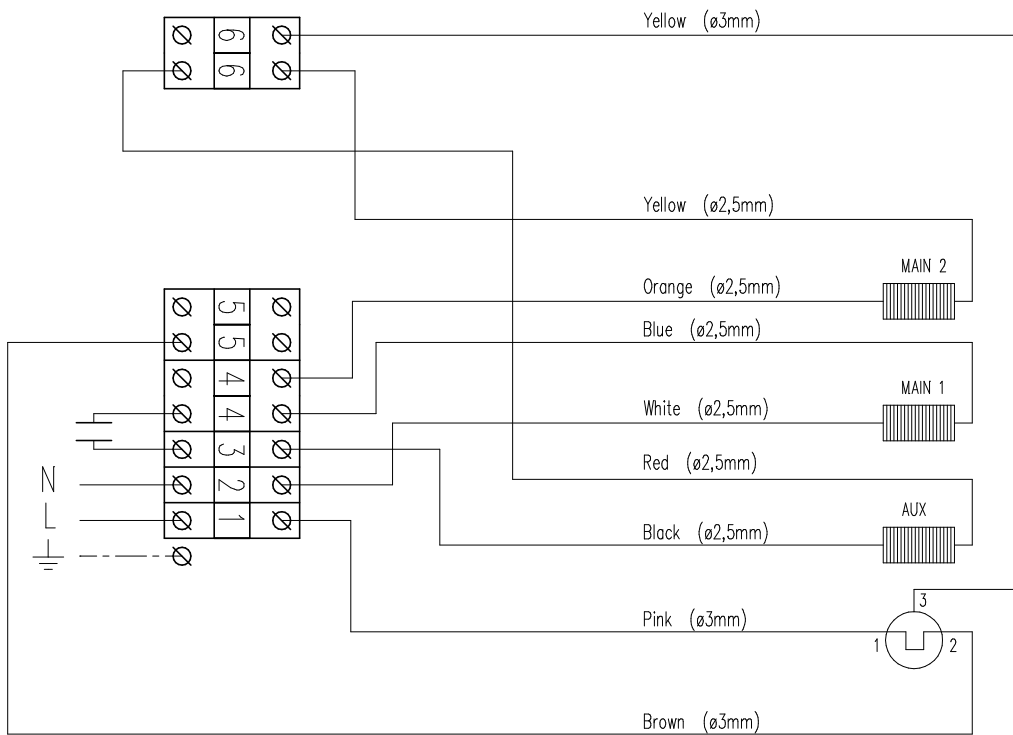 Yellow (ø3mm)
6
6
Yellow (ø2,5mm)
MAIN 2
Orange (ø2,5mm)
5
Blue (ø2,5mm)
5
4
MAIN 1
White (ø2,5mm)
4
3
Red (ø2,5mm)
N
2
L
1
AUX
Black (ø2,5mm)
3
Pink (ø3mm)
1
2
Brown (ø3mm)